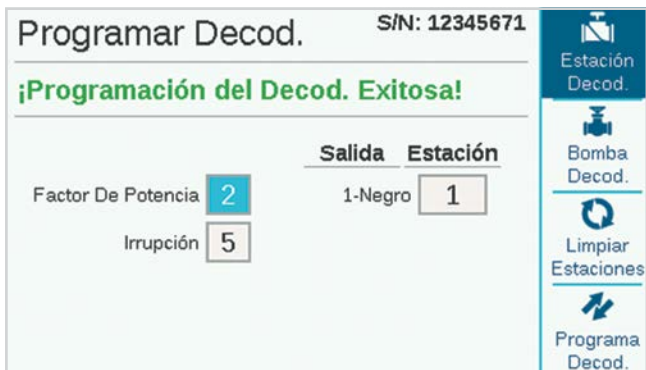 Programar Decod.
S/N: 12345671
¡Programación del Decod. Exitosa!
Salida Estación
Factor De Potencia 2
1-Negro 1
Irrupción 5
Estación
Decod.
Bomba
Decod.
Limpiar
Estaciones
Programa
Decod.